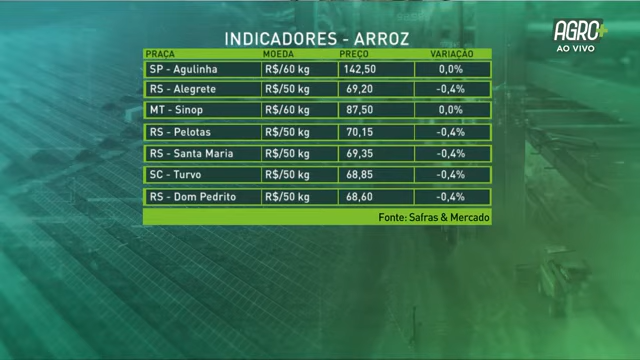 AGRO+
AO VIVO
INDICADORES - ARROZ
PRAÇA MOEDA PREÇO VARIAÇÃO
SP - Agulinha R$/60 kg 142,50 0,0%
RS - Alegrete R$/50 kg 69,20 -0,4%
MT - Sinop R$/60 kg 87,50 0,0%
RS - Pelotas R$/50 kg 70,15 -0,4%
RS - Santa Maria R$/50 kg 69,35 -0,4%
SC - Turvo R$/50 kg 68,85 -0,4%
RS - Dom Pedrito R$/50 kg 68,60 -0,4%
Fonte: Safras & Mercado